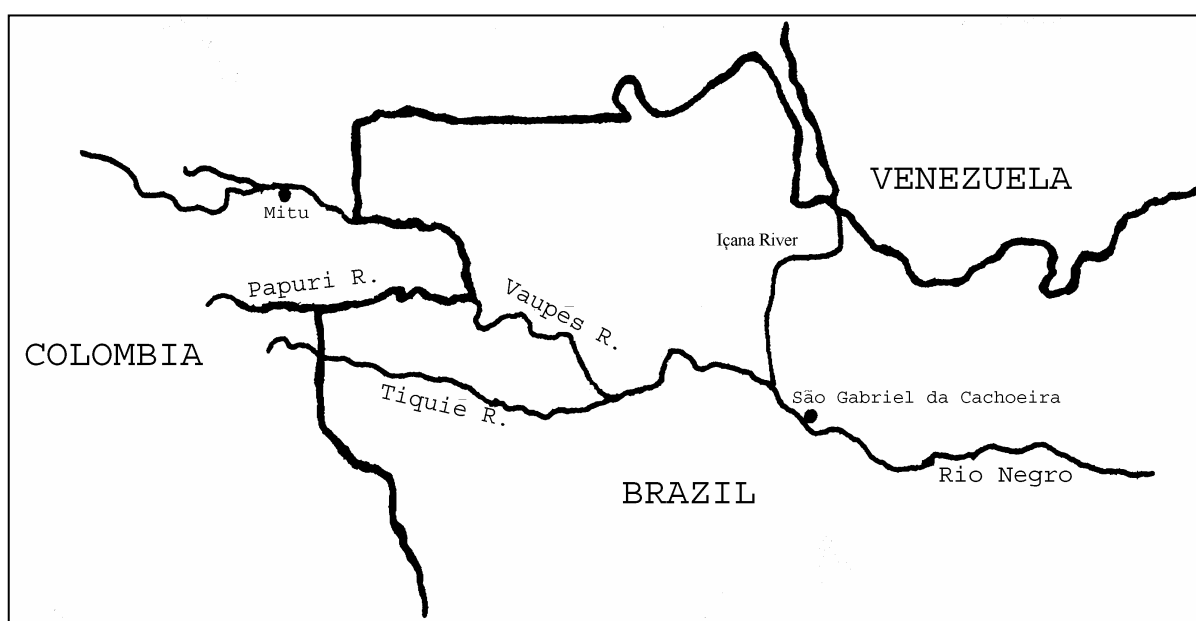 VENEZUELA
Mitu
Içana River
Papuri R.
Vaupés R.
COLOMBIA
Tiquié R.
São Gabriel da Cachoeira
Rio Negro
BRAZIL